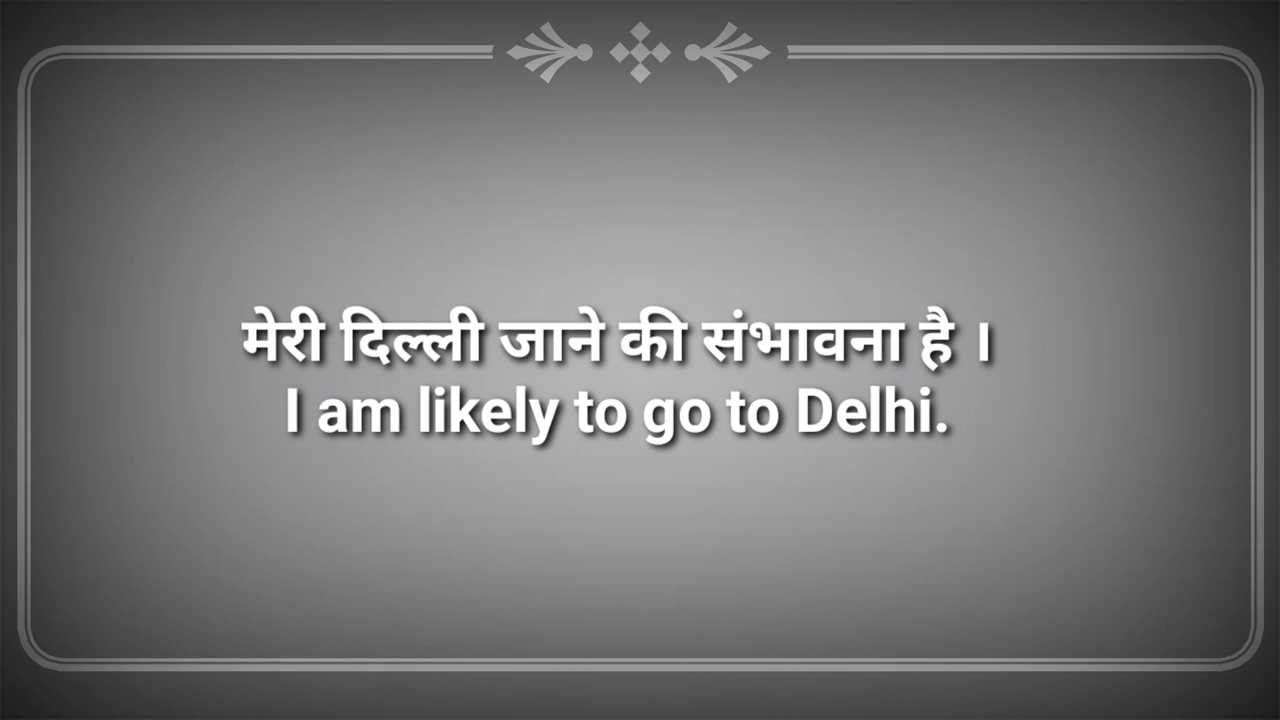 मेरी दिल्ली जाने की संभावना है ।
I am likely to go to Delhi.